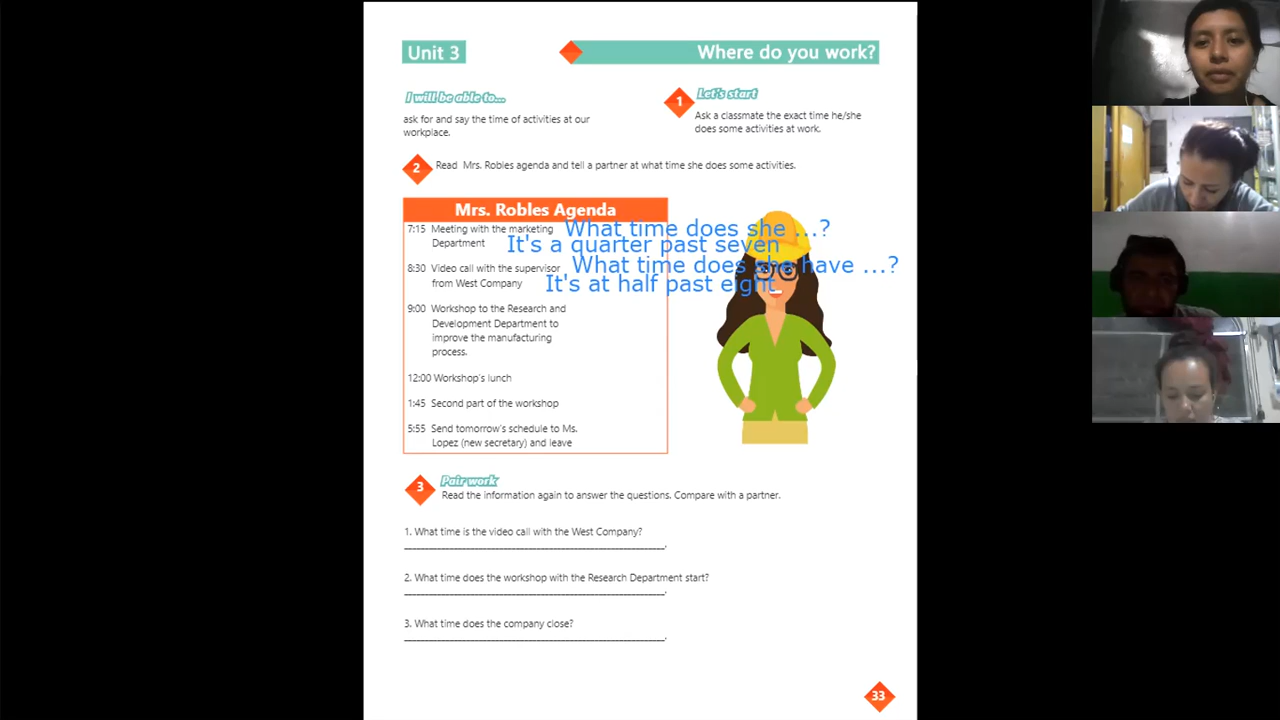 Unit 3
Where do you work?
I will be able to...
ask for and say the time of activities at our
workplace.
1
Let's start
Ask a classmate the exact time he/she
does some activities at work.
2
Read Mrs. Robles agenda and tell a partner at what time she does some activities.
Mrs. Robles Agenda
7:15 Meeting with the marketing
Department
8:30 Video call with the supervisor
from West Company
9:00 Workshop to the Research and
Development Department to
improve the manufacturing
process.
12:00 Workshop's lunch
1:45 Second part of the workshop
5:55 Send tomorrow's schedule to Ms.
Lopez (new secretary) and leave
What time does she ...?
It's a quarter past seven
What time does she have ...?
It's at half past eight
3
Pair work
Read the information again to answer the questions. Compare with a partner.
1. What time is the video call with the West Company?
2. What time does the workshop with the Research Department start?
3. What time does the company close?
33